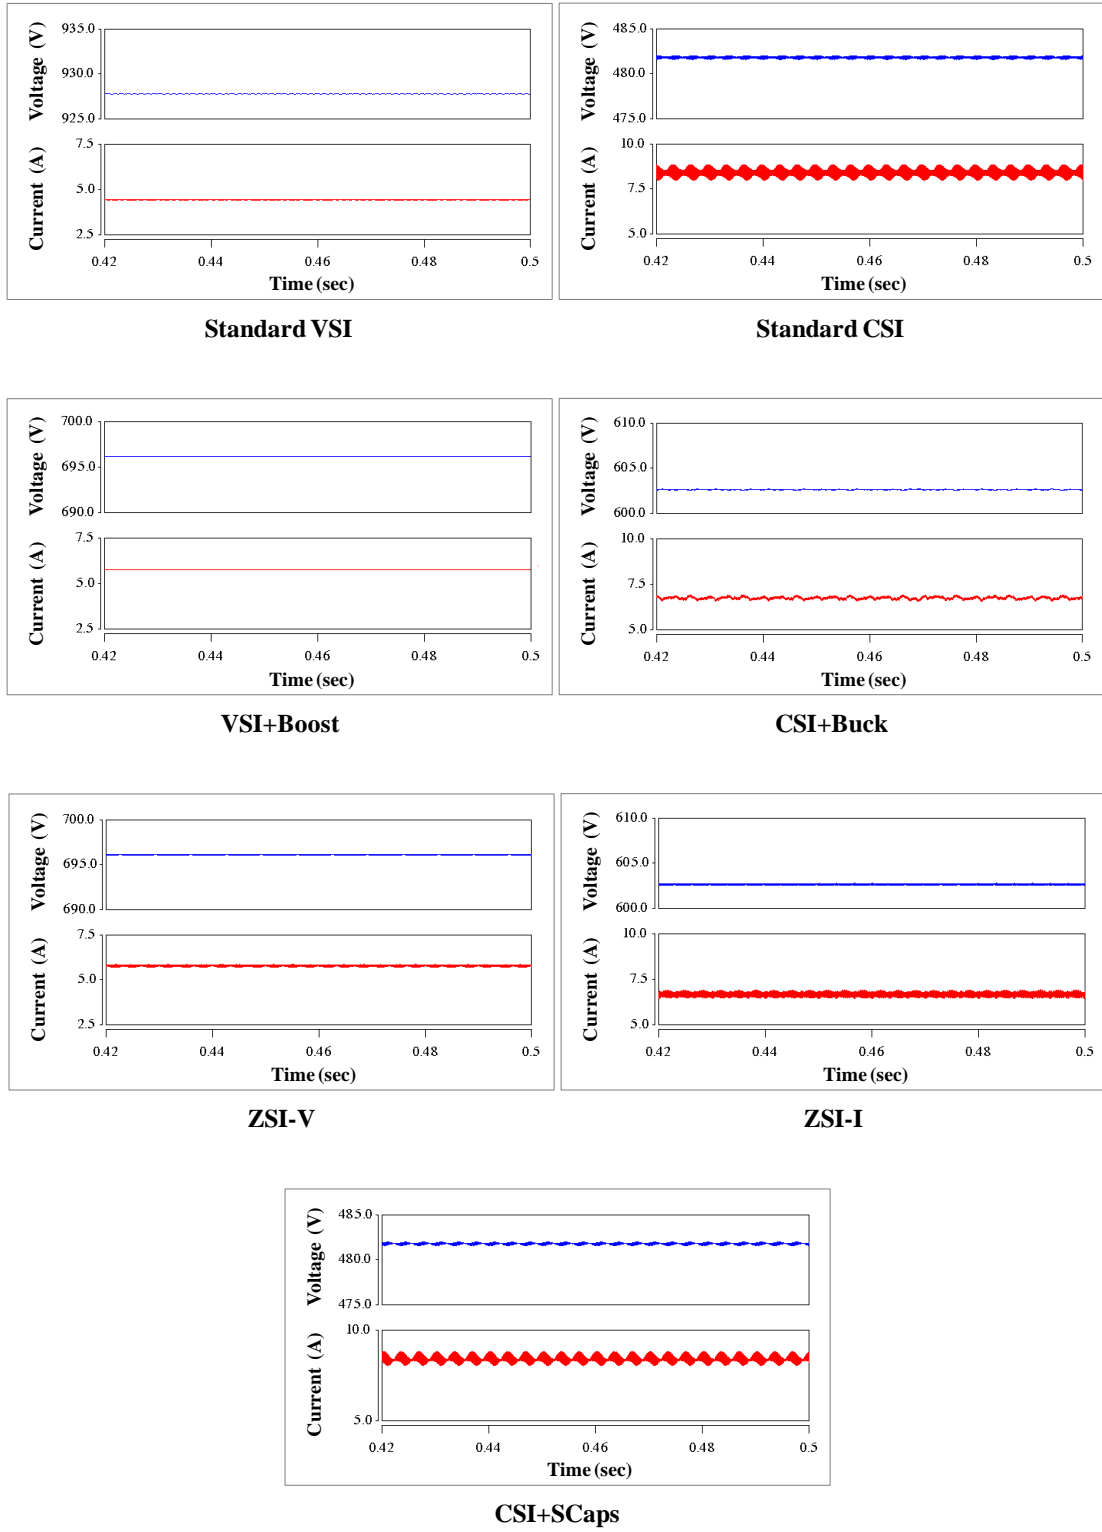 935.0
930.0
925.0
Voltage (V)
7.5
5.0
2.5
Current (A)
0.42 0.44 0.46 0.48 0.5
Time (sec)
Standard VSI
485.0
480.0
475.0
Voltage (V)
10.0
7.5
5.0
Current (A)
0.42 0.44 0.46 0.48 0.5
Time (sec)
Standard CSI
700.0
695.0
690.0
Voltage (V)
7.5
5.0
2.5
Current (A)
0.42 0.44 0.46 0.48 0.5
Time (sec)
VSI+Boost
610.0
605.0
600.0
Voltage (V)
10.0
7.5
5.0
Current (A)
0.42 0.44 0.46 0.48 0.5
Time (sec)
CSI+Buck
700.0
695.0
690.0
Voltage (V)
7.5
5.0
2.5
Current (A)
0.42 0.44 0.46 0.48 0.5
Time (sec)
ZSI-V
610.0
605.0
600.0
Voltage (V)
10.0
7.5
5.0
Current (A)
0.42 0.44 0.46 0.48 0.5
Time (sec)
ZSI-I
485.0
480.0
475.0
Voltage (V)
10.0
5.0
Current (A)
0.42 0.44 0.46 0.48 0.5
Time (sec)
CSI+SCaps